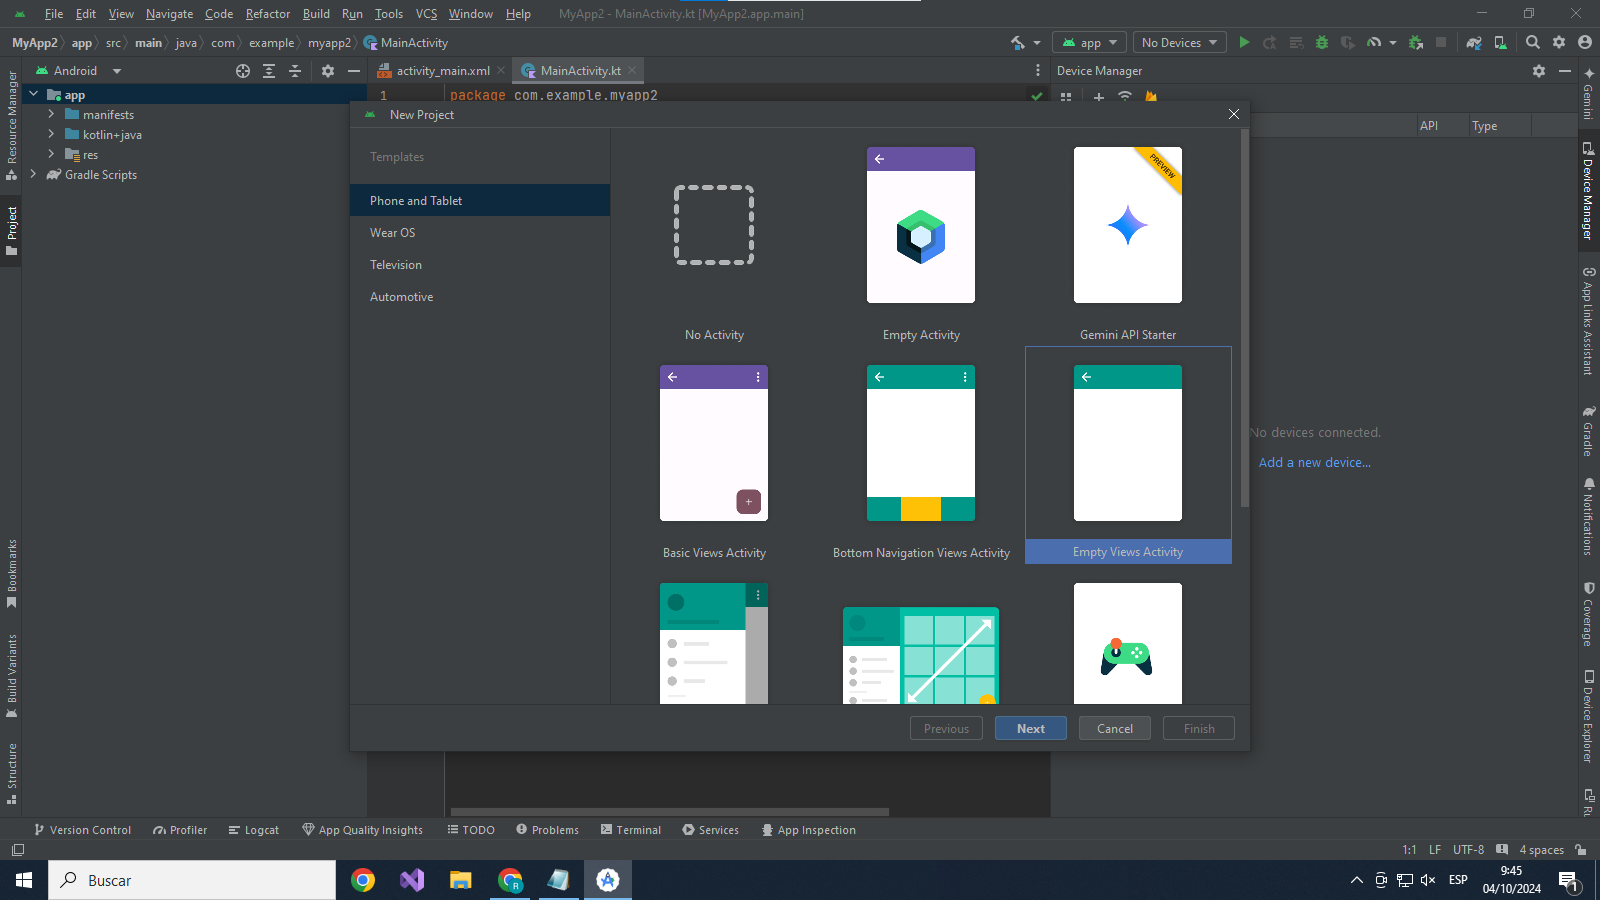 File Edit View Navigate Code Refactor Build Run Tools VCS Window Help MyApp2 - MainActivity.kt [MyApp2.app.main]
MyApp2 app src main java com example myapp2 MainActivity app No Devices
Android activity_main.xml MainActivity.kt Device Manager
1 package com.example.myapp2
app
manifests
kotlin+java
res
Gradle Scripts
Resource Manager
Project
Bookmarks
Build Variants
Structure
New Project
Templates
Phone and Tablet
Wear OS
Television
Automotive
PREVIEW
No Activity Empty Activity Gemini API Starter
Basic Views Activity Bottom Navigation Views Activity Empty Views Activity
Previous Next Cancel Finish
API Type
No devices connected.
Add a new device...
Gemini
Device Manager
App Links Assistant
Gradle
Notifications
Coverage
Device Explorer
Ru
Version Control Profiler Logcat App Quality Insights TODO Problems Terminal Services App Inspection
1:1 LF UTF-8 4 spaces
Buscar
R
ESP
9:45
04/10/2024
1